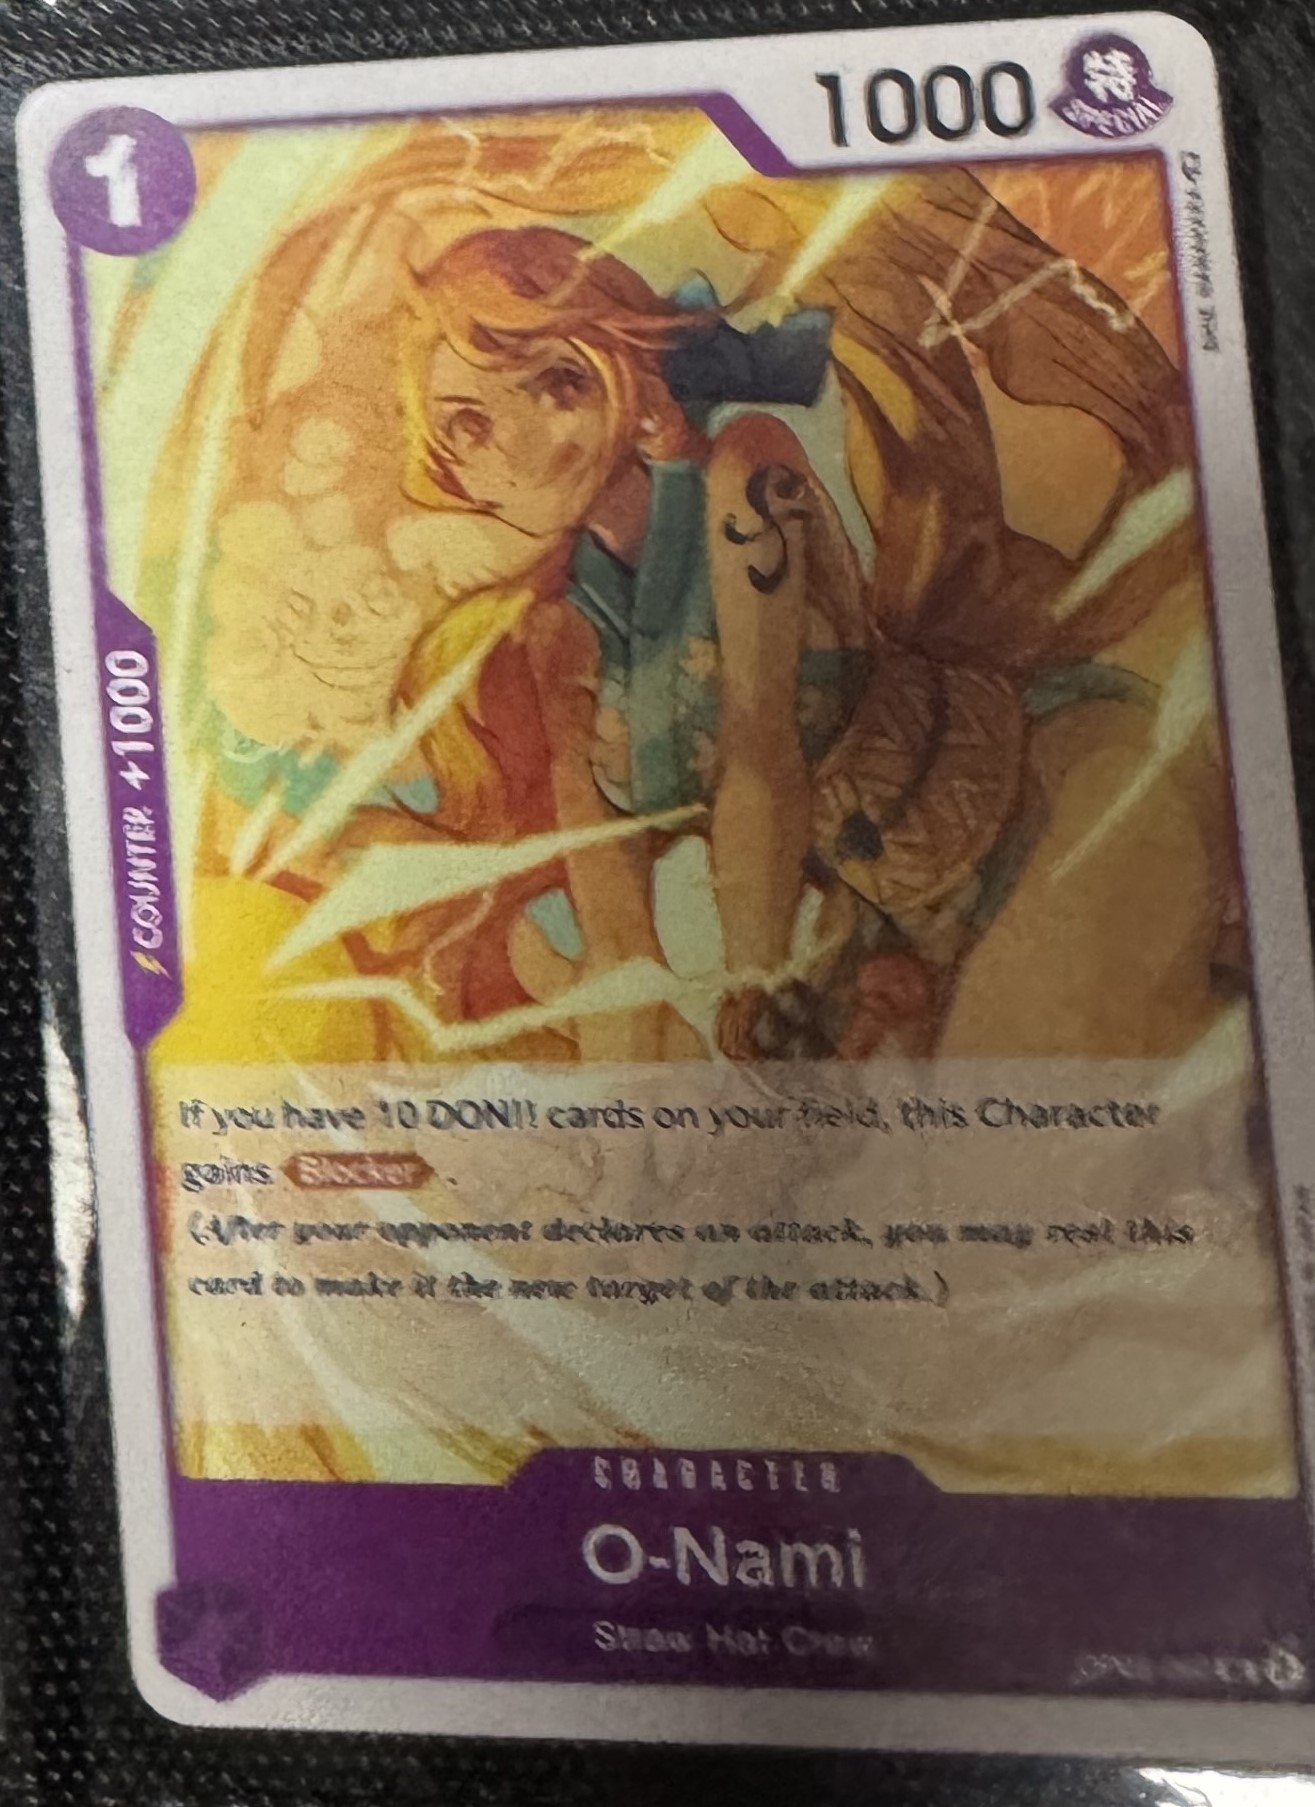 1
1000
特
SPECIAL
COUNTER +1000
If you have 10 DON!! cards on your field, this Character
gains Blocker.
(After your opponent declares an attack, you may rest this
card to make it the new target of the attack.)
CHARACTER
O-Nami
Straw Hat Crew